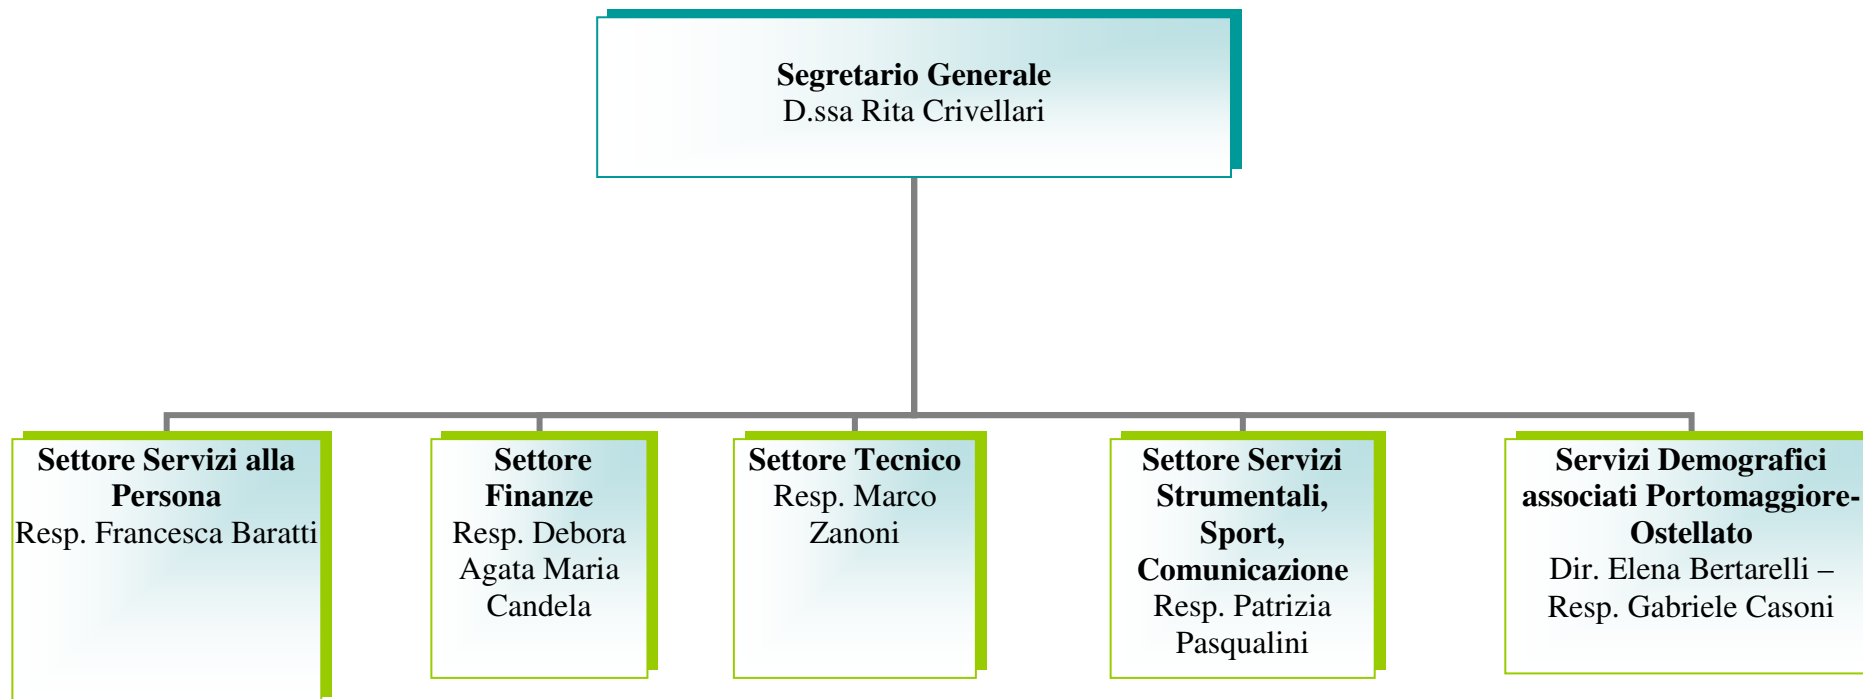 Segretario Generale
D.ssa Rita Crivellari
Settore Servizi alla
Persona
Resp. Francesca Baratti
Settore
Finanze
Resp. Debora
Agata Maria
Candela
Settore Tecnico
Resp. Marco
Zanoni
Settore Servizi
Strumentali,
Sport,
Comunicazione
Resp. Patrizia
Pasqualini
Servizi Demografici
associati Portomaggiore-
Ostellato
Dir. Elena Bertarelli –
Resp. Gabriele Casoni